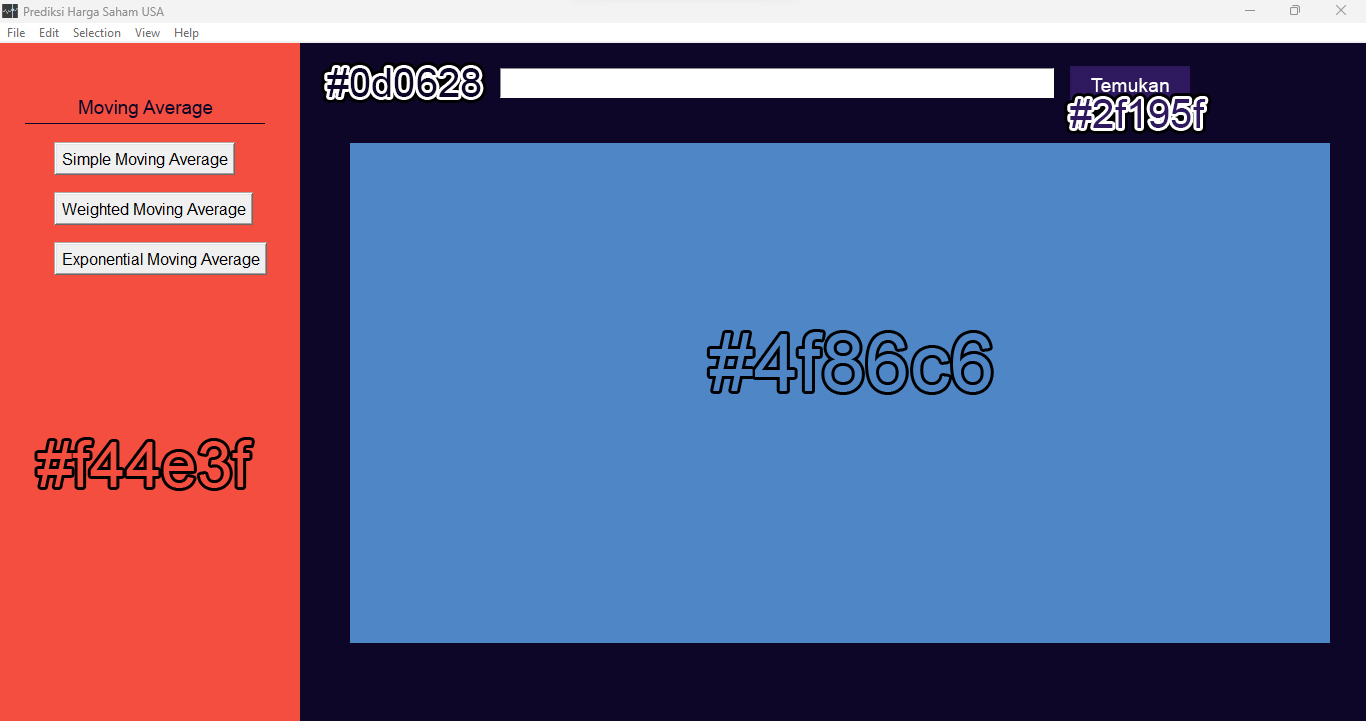 Prediksi Harga Saham USA
File Edit Selection View Help
#0d0628
Temukan
#2f195f
Moving Average
Simple Moving Average
Weighted Moving Average
Exponential Moving Average
#4f86c6
#f44e3f